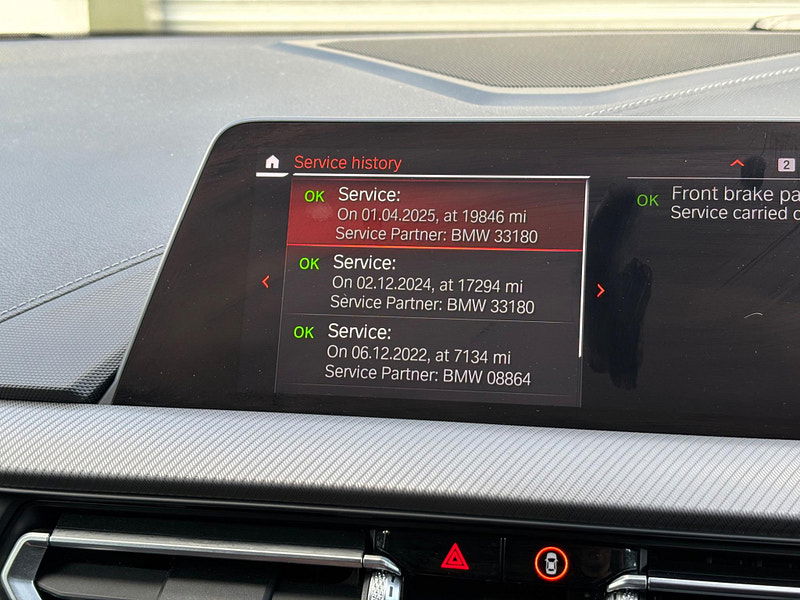 Service history
2
OK Service:
On 01.04.2025, at 19846 mi
Service Partner: BMW 33180
OK Service:
On 02.12.2024, at 17294 mi
Service Partner: BMW 33180
OK Service:
On 06.12.2022, at 7134 mi
Service Partner: BMW 08864
OK Front brake pa
Service carried